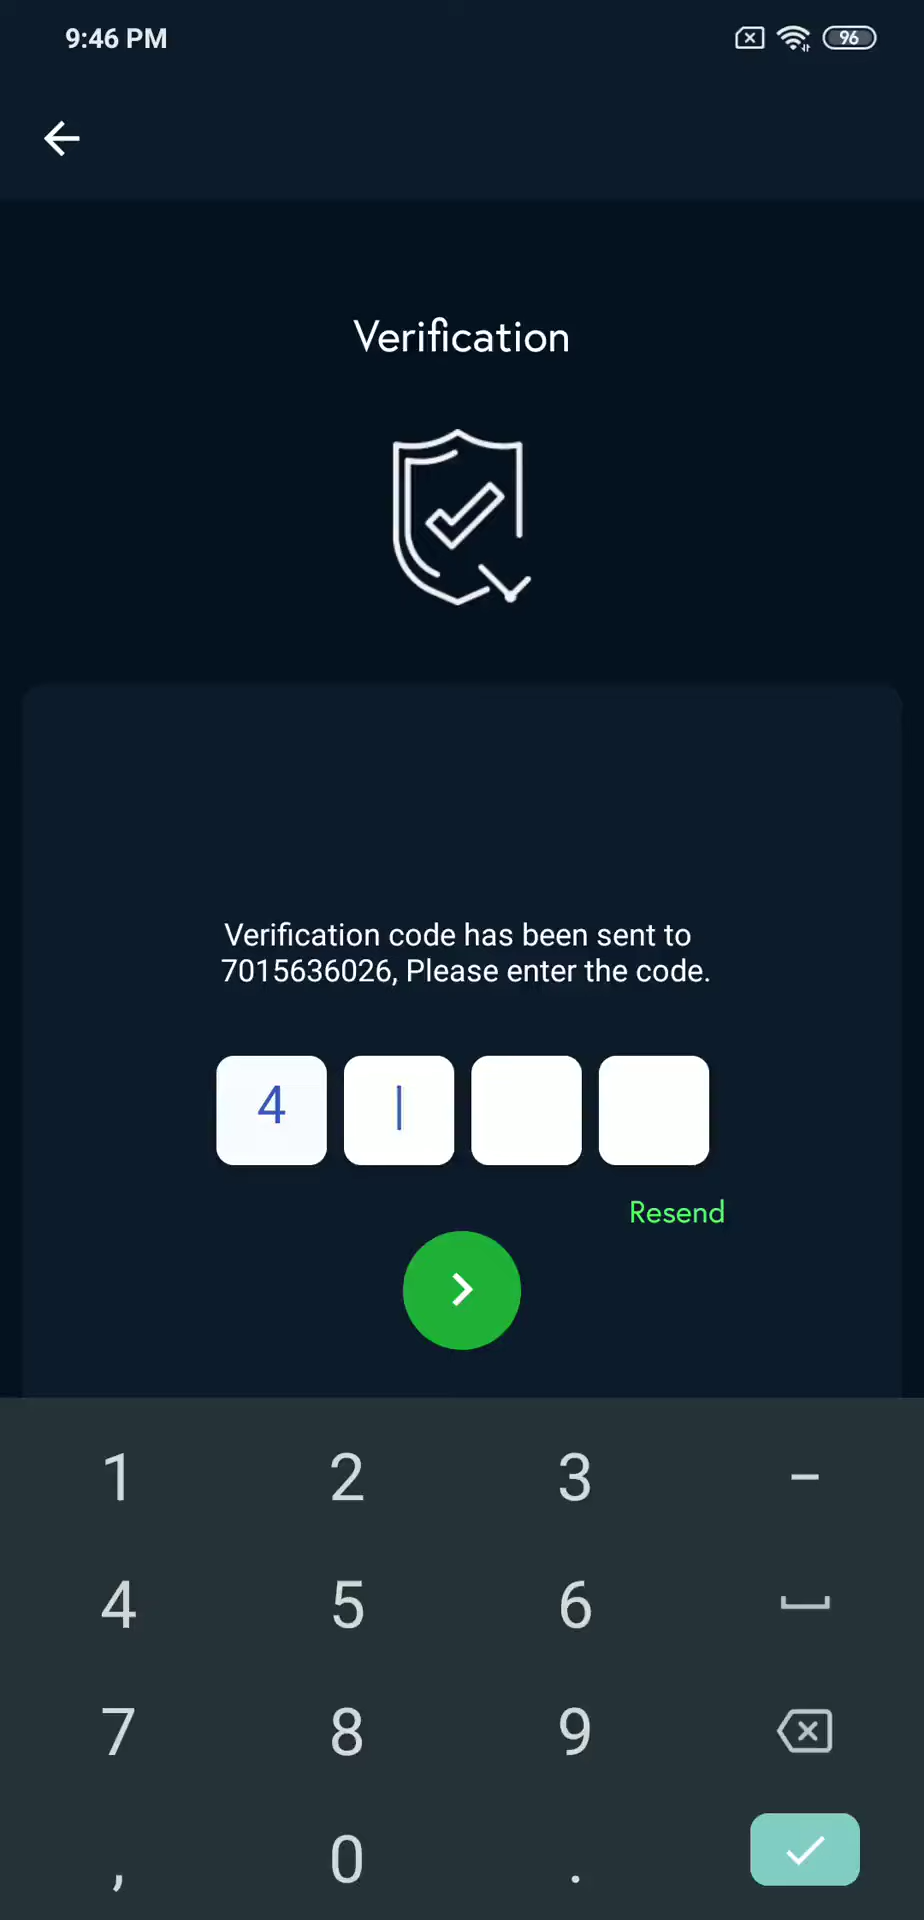 9:46 PM
96
Verification
Verification code has been sent to
7015636026, Please enter the code.
4
Resend
1 2 3 -
4 5 6
7 8 9
, 0 .